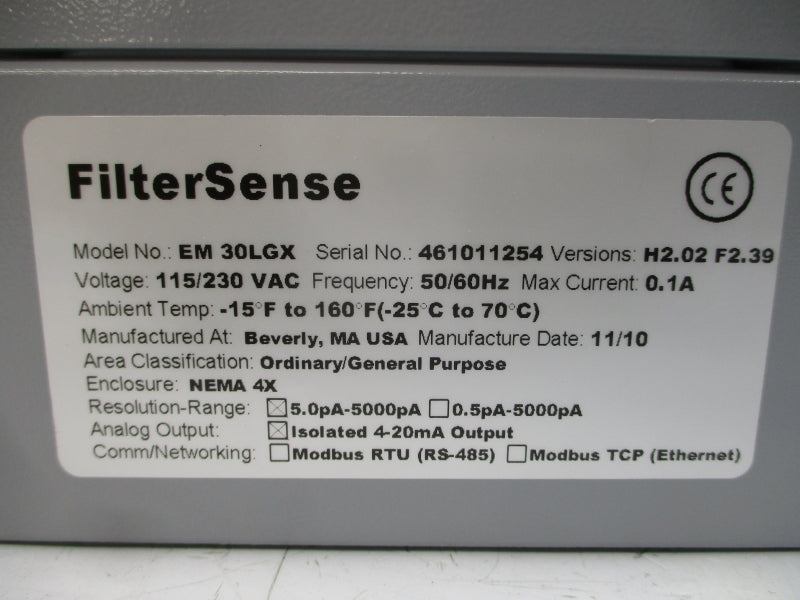 FilterSense
CE
Model No.: EM 30LGX Serial No.: 461011254 Versions: H2.02 F2.39
Voltage: 115/230 VAC Frequency: 50/60Hz Max Current: 0.1A
Ambient Temp: -15°F to 160°F(-25°C to 70°C)
Manufactured At: Beverly, MA USA Manufacture Date: 11/10
Area Classification: Ordinary/General Purpose
Enclosure: NEMA 4X
Resolution-Range: ☒5.0pA-5000pA ☐0.5pA-5000pA
Analog Output: ☒Isolated 4-20mA Output
Comm/Networking: ☐Modbus RTU (RS-485) ☐Modbus TCP (Ethernet)